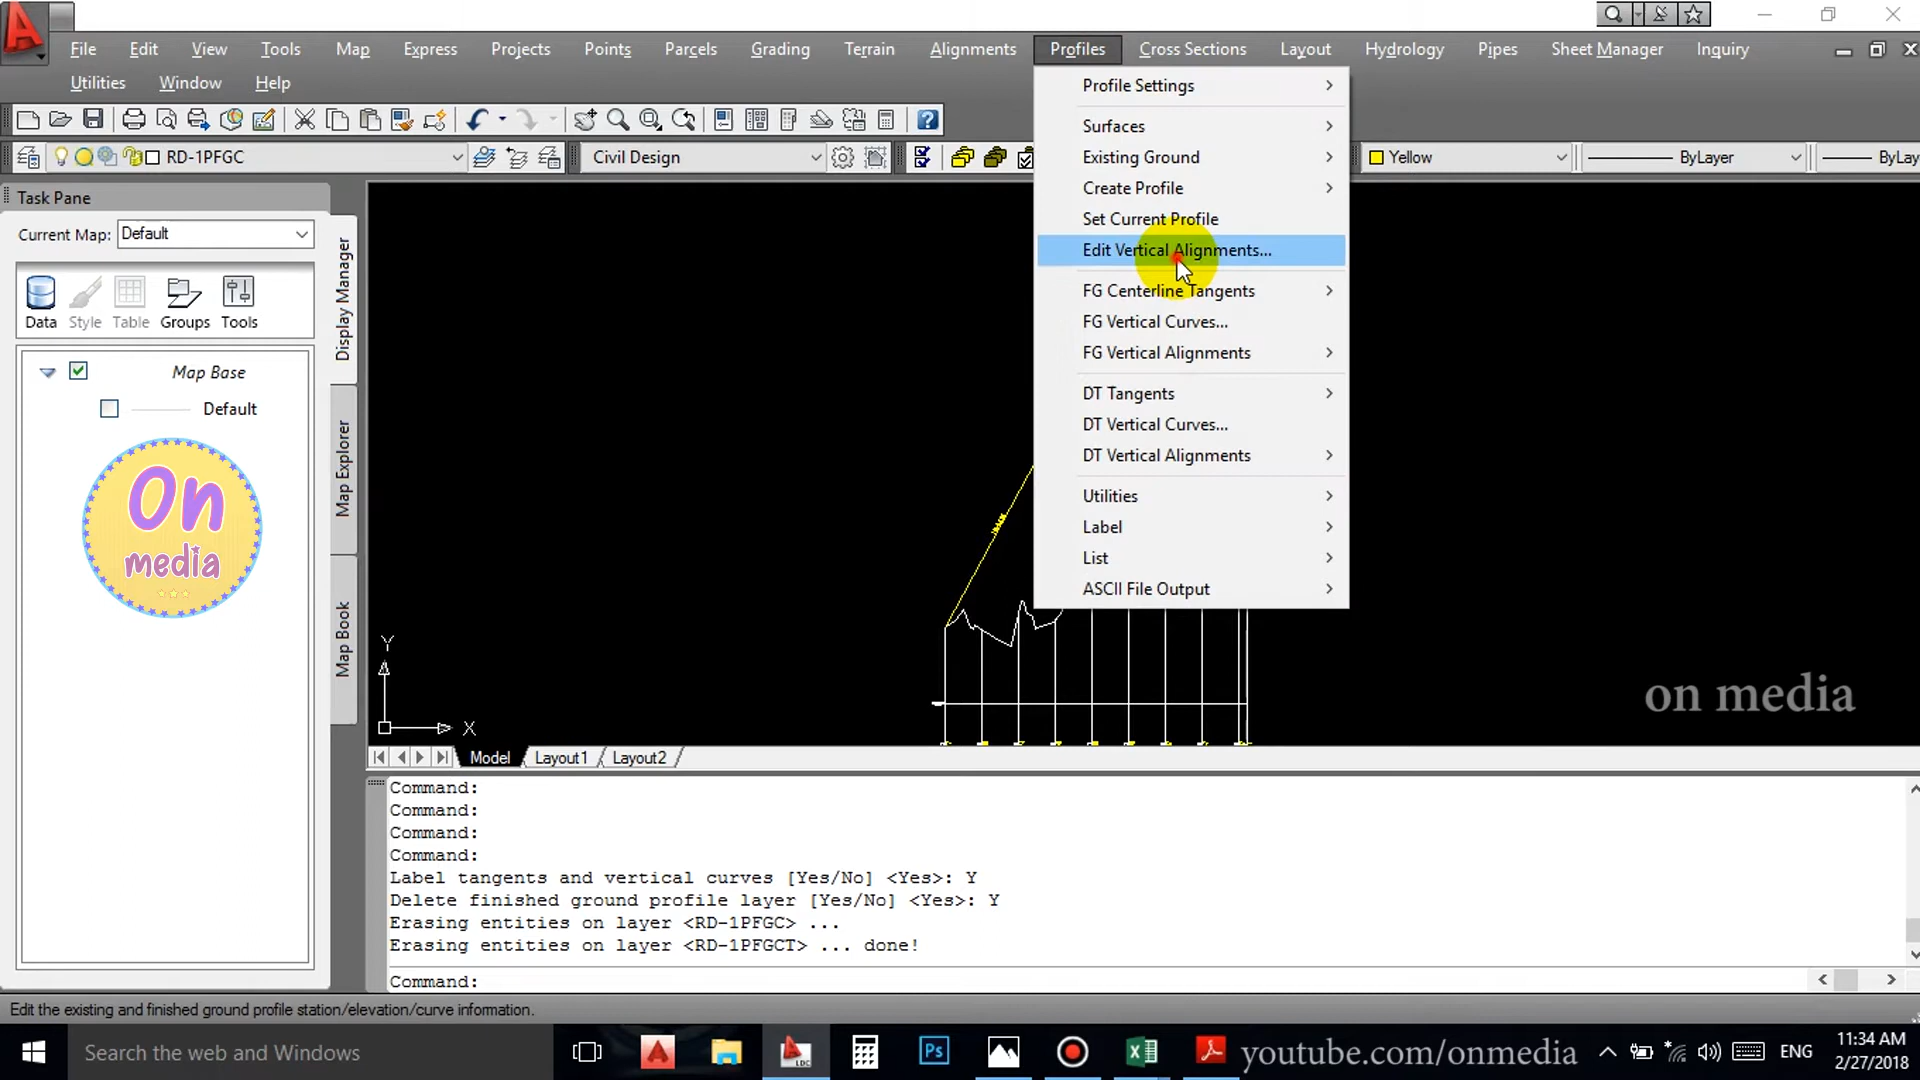 File Edit View Tools Map Express Projects Points Parcels Grading Terrain Alignments Profiles Cross Sections Layout Hydrology Pipes Sheet Manager Inquiry
Utilities Window Help
RD-1PFGC
Civil Design
Yellow
ByLayer
ByLay
Profile Settings
Surfaces
Existing Ground
Create Profile
Set Current Profile
Edit Vertical Alignments...
FG Centerline Tangents
FG Vertical Curves...
FG Vertical Alignments
DT Tangents
DT Vertical Curves...
DT Vertical Alignments
Utilities
Label
List
ASCII File Output
Task Pane
Current Map: Default
Data Style Table Groups Tools
Map Base
Default
Display Manager
Map Explorer
Map Book
On
media
Y
X
on media
Model Layout1 Layout2
Command:
Command:
Command:
Command:
Label tangents and vertical curves [Yes/No] <Yes>: Y
Delete finished ground profile layer [Yes/No] <Yes>: Y
Erasing entities on layer <RD-1PFGC> ...
Erasing entities on layer <RD-1PFGCT> ... done!
Command:
Edit the existing and finished ground profile station/elevation/curve information.
Search the web and Windows
LDC
Ps
youtube.com/onmedia
ENG
11:34 AM
2/27/2018